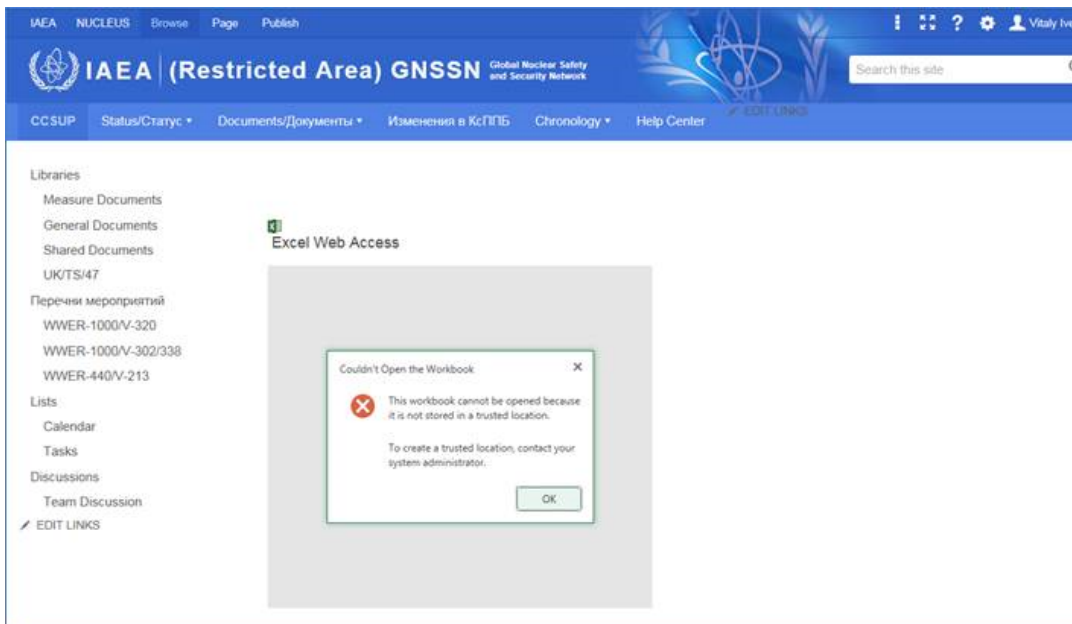 IAEA NUCLEUS Browse Page Publish
? Vitaly Ive
IAEA (Restricted Area) GNSSN Global Nuclear Safety
and Security Network
Search this site
EDIT LINKS
CCSUP Status/Статус Documents/Документы Изменения в КсППБ Chronology Help Center
Libraries
Measure Documents
General Documents
Shared Documents
UK/TS/47
Перечни мероприятий
WWER-1000/V-320
WWER-1000/V-302/338
WWER-440/V-213
Lists
Calendar
Tasks
Discussions
Team Discussion
EDIT LINKS
Excel Web Access
Couldn't Open the Workbook
This workbook cannot be opened because
it is not stored in a trusted location.
To create a trusted location, contact your
system administrator.
OK